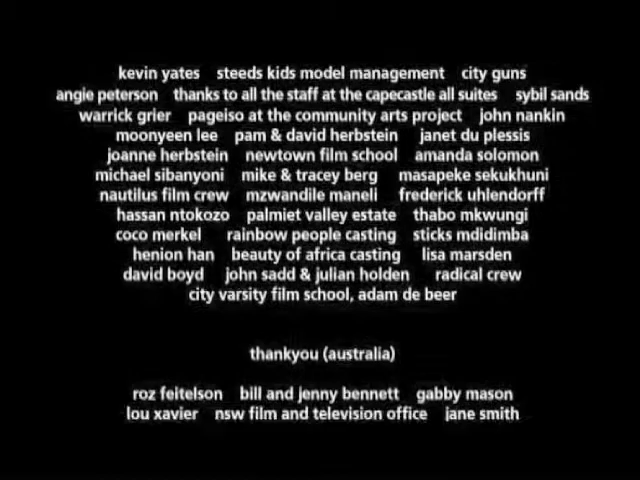 kevin yates steeds kids model management city guns
angie peterson thanks to all the staff at the capecastle all suites sybil sands
warrick grier pageiso at the community arts project john nankin
moonyeen lee pam & david herbstein janet du plessis
joanne herbstein newtown film school amanda solomon
michael sibanyoni mike & tracey berg masapeke sekukhuni
nautilus film crew mzwandile maneli frederick uhlendorff
hassan ntokozo palmiet valley estate thabo mkwungi
coco merkel rainbow people casting sticks mdidimba
henion han beauty of africa casting lisa marsden
david boyd john sadd & julian holden radical crew
city varsity film school, adam de beer
thankyou (australia)
roz feitelson bill and jenny bennett gabby mason
lou xavier nsw film and television office jane smith